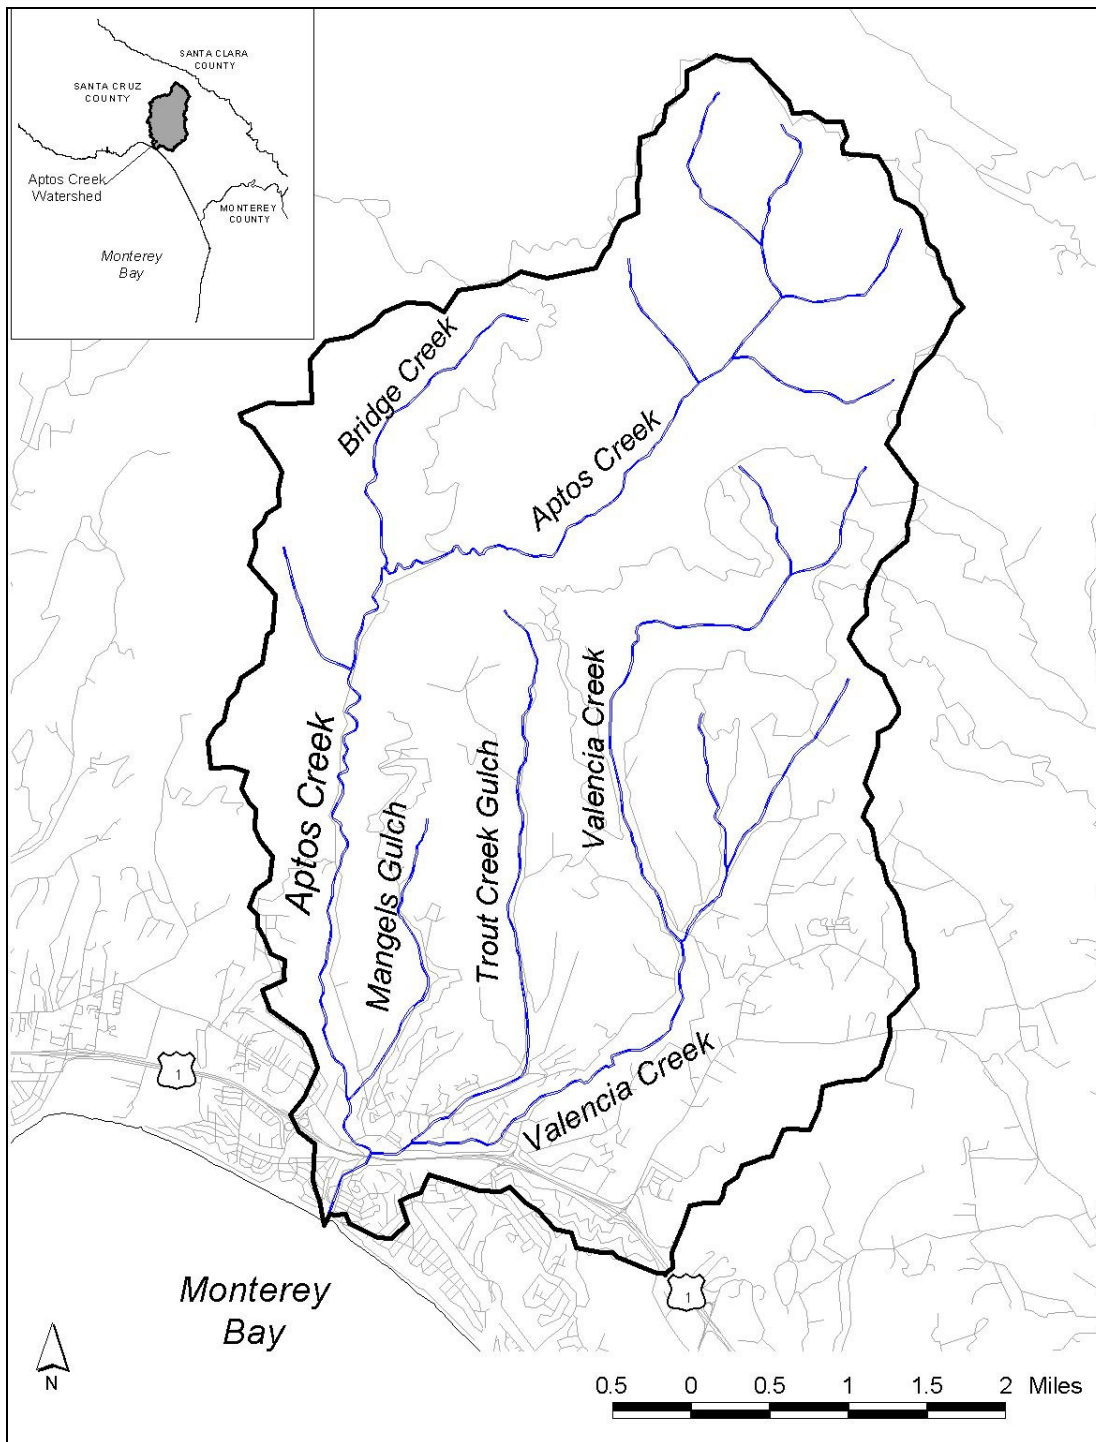 SANTA CLARA
COUNTY
SANTA CRUZ
COUNTY
Aptos Creek
Watershed
MONTEREY
COUNTY
Monterey
Bay
Bridge Creek
Aptos Creek
Valencia Creek
Aptos Creek
Trout Creek Gulch
Mangels Gulch
Valencia Creek
1
1
Monterey
Bay
N
0.5 0 0.5 1 1.5 2 Miles